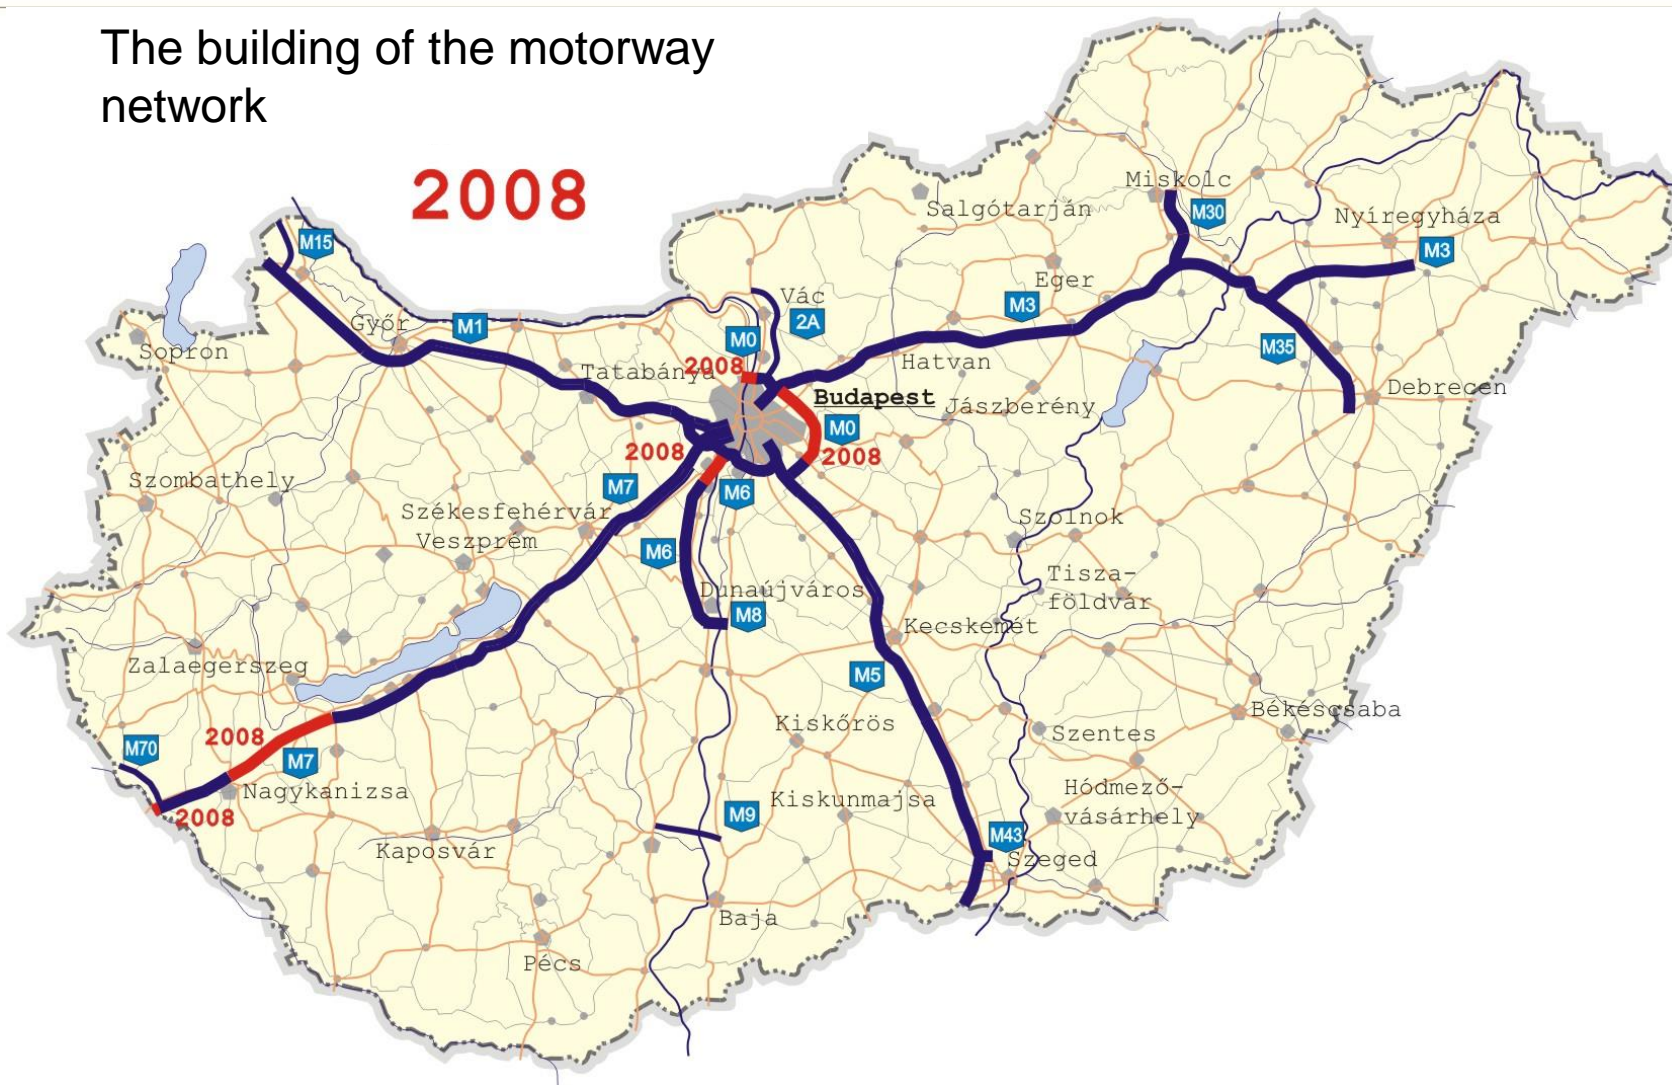 The building of the motorway
network
2008
Miskolc
M30
Salgótarján
Nyíregyháza
M15
M3
Eger
Vác
M3
Győr
M1
2A
M0
Sopron
M35
Hatvan
2008
Tatabánya
Debrecen
Budapest
Jászberény
M0
2008
2008
Szombathely
M7
M6
Székesfehérvár
Szolnok
Veszprém
M6
Tisza-
földvár
Dunaújváros
M8
Kecskemét
Zalaegerszeg
M5
Békéscsaba
Kiskőrös
2008
Szentes
M70
M7
Nagykanizsa
Hódmező-
vásárhely
Kiskunmajsa
2008
M9
M43
Kaposvár
Szeged
Baja
Pécs